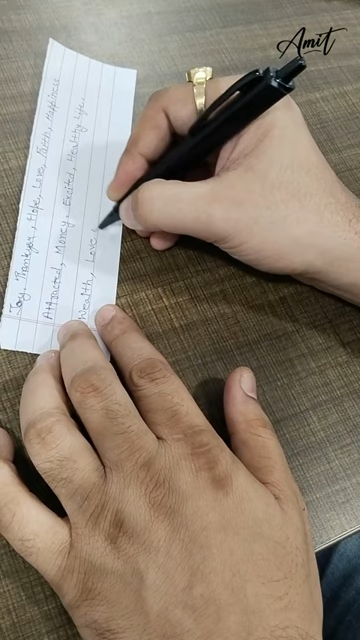 Amit
Joy, Thankyou, Hope, Love, Faith, Happiness
Attracted, Money, Excited, Healthy Life,
Wealth, Love,